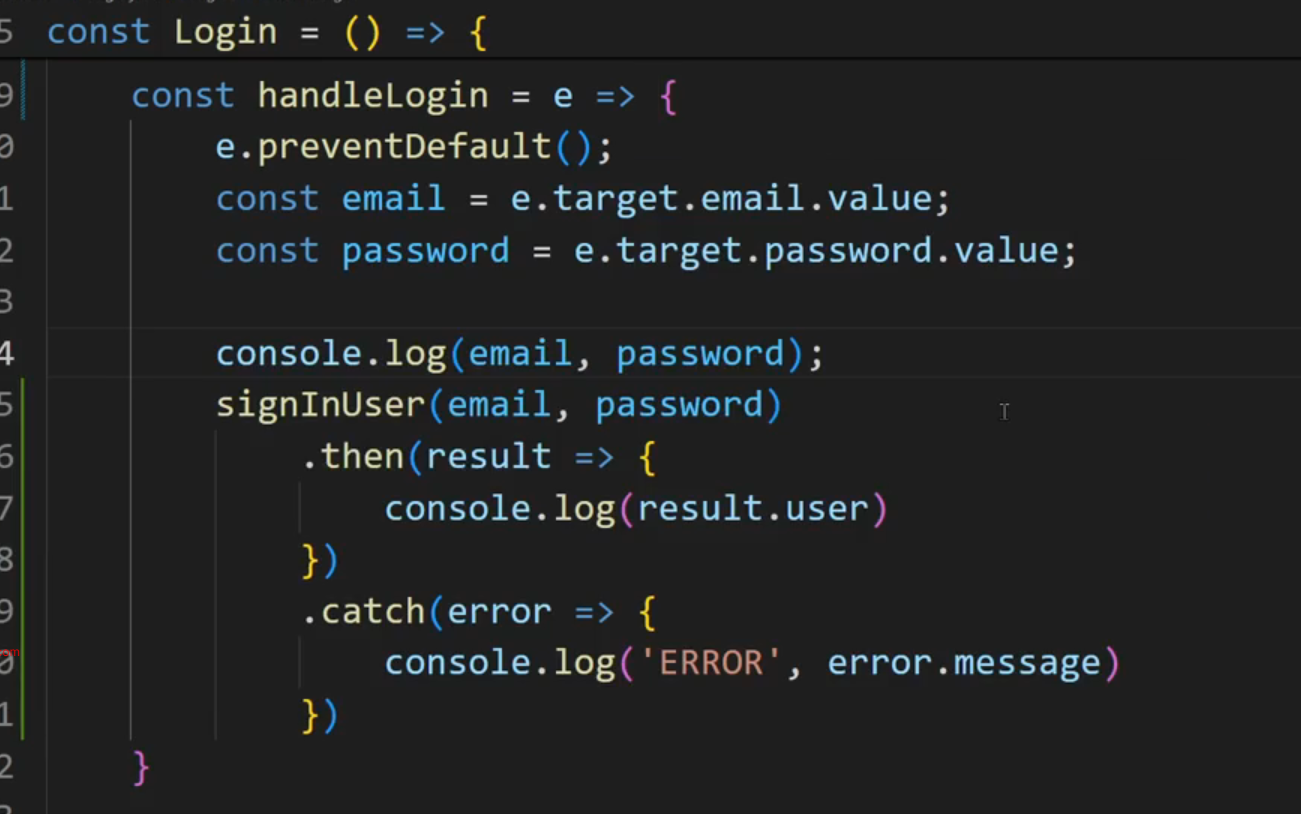 5 const Login = () => {
9 const handleLogin = e => {
0 e.preventDefault();
1 const email = e.target.email.value;
2 const password = e.target.password.value;
3
4 console.log(email, password);
5 signInUser(email, password)
6 .then(result => {
7 console.log(result.user)
8 })
9 .catch(error => {
0 console.log('ERROR', error.message)
1 })
2 }